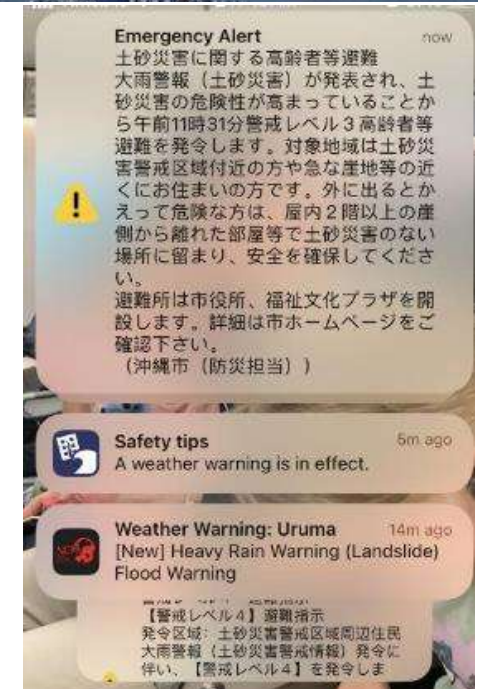 Emergency Alert
now
土砂災害に関する高齢者等避難
大雨警報（土砂災害）が発表され、土
砂災害の危険性が高まっていることか
ら午前11時31分警戒レベル３高齢者等
避難を発令します。対象地域は土砂災
害警戒区域付近の方や急な崖地等の近
くにお住まいの方です。外に出るとか
えって危険な方は、屋内２階以上の崖
側から離れた部屋等で土砂災害のない
場所に留まり、安全を確保してくださ
い。
避難所は市役所、福祉文化プラザを開
設します。詳細は市ホームページをご
確認下さい。
（沖縄市（防災担当））
Safety tips
5m ago
A weather warning is in effect.
Weather Warning: Uruma
14m ago
[New] Heavy Rain Warning (Landslide)
Flood Warning
【警戒レベル４】避難指示
発令区域：土砂災害警戒区域周辺住民
大雨警報（土砂災害警戒情報）発令に
伴い、【警戒レベル４】を発令しま